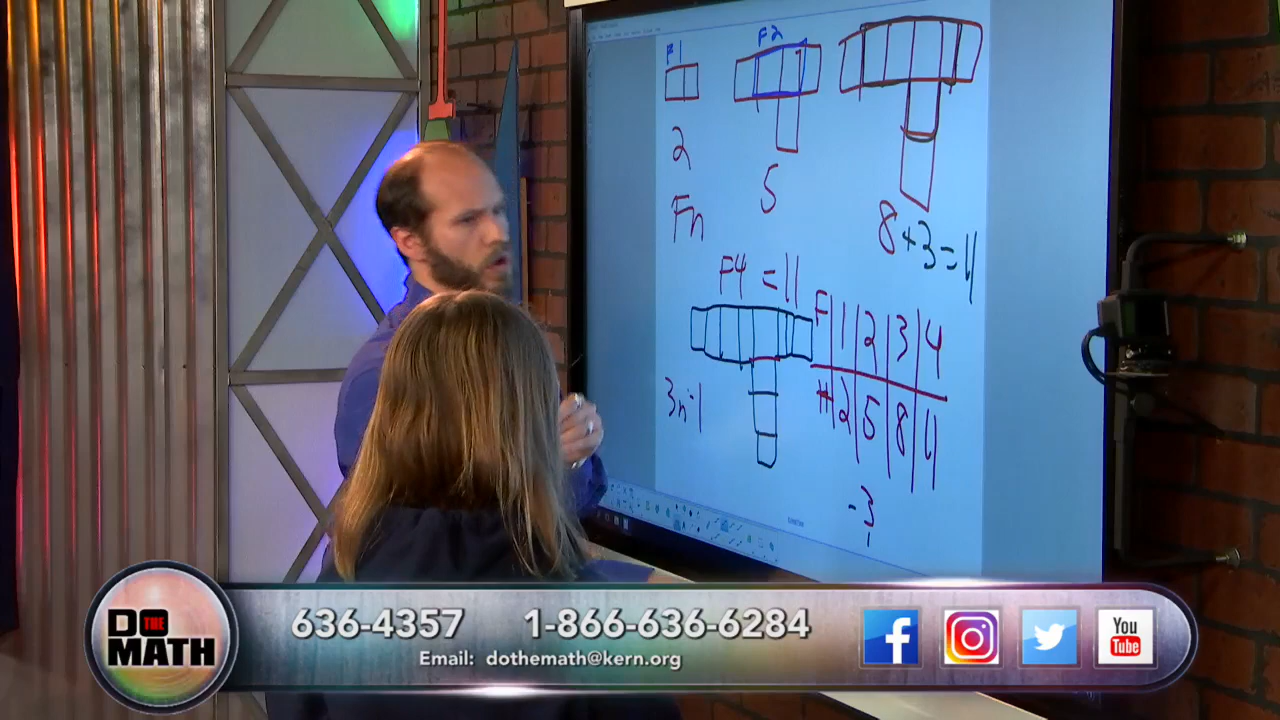 F1
F2
2
5
Fn
8+3=11
F4 = 11
F 1 2 3 4
# 2 5 8 11
3n-1
-3
1
DO THE MATH
636-4357 1-866-636-6284
Email: dothemath@kern.org
f
You Tube